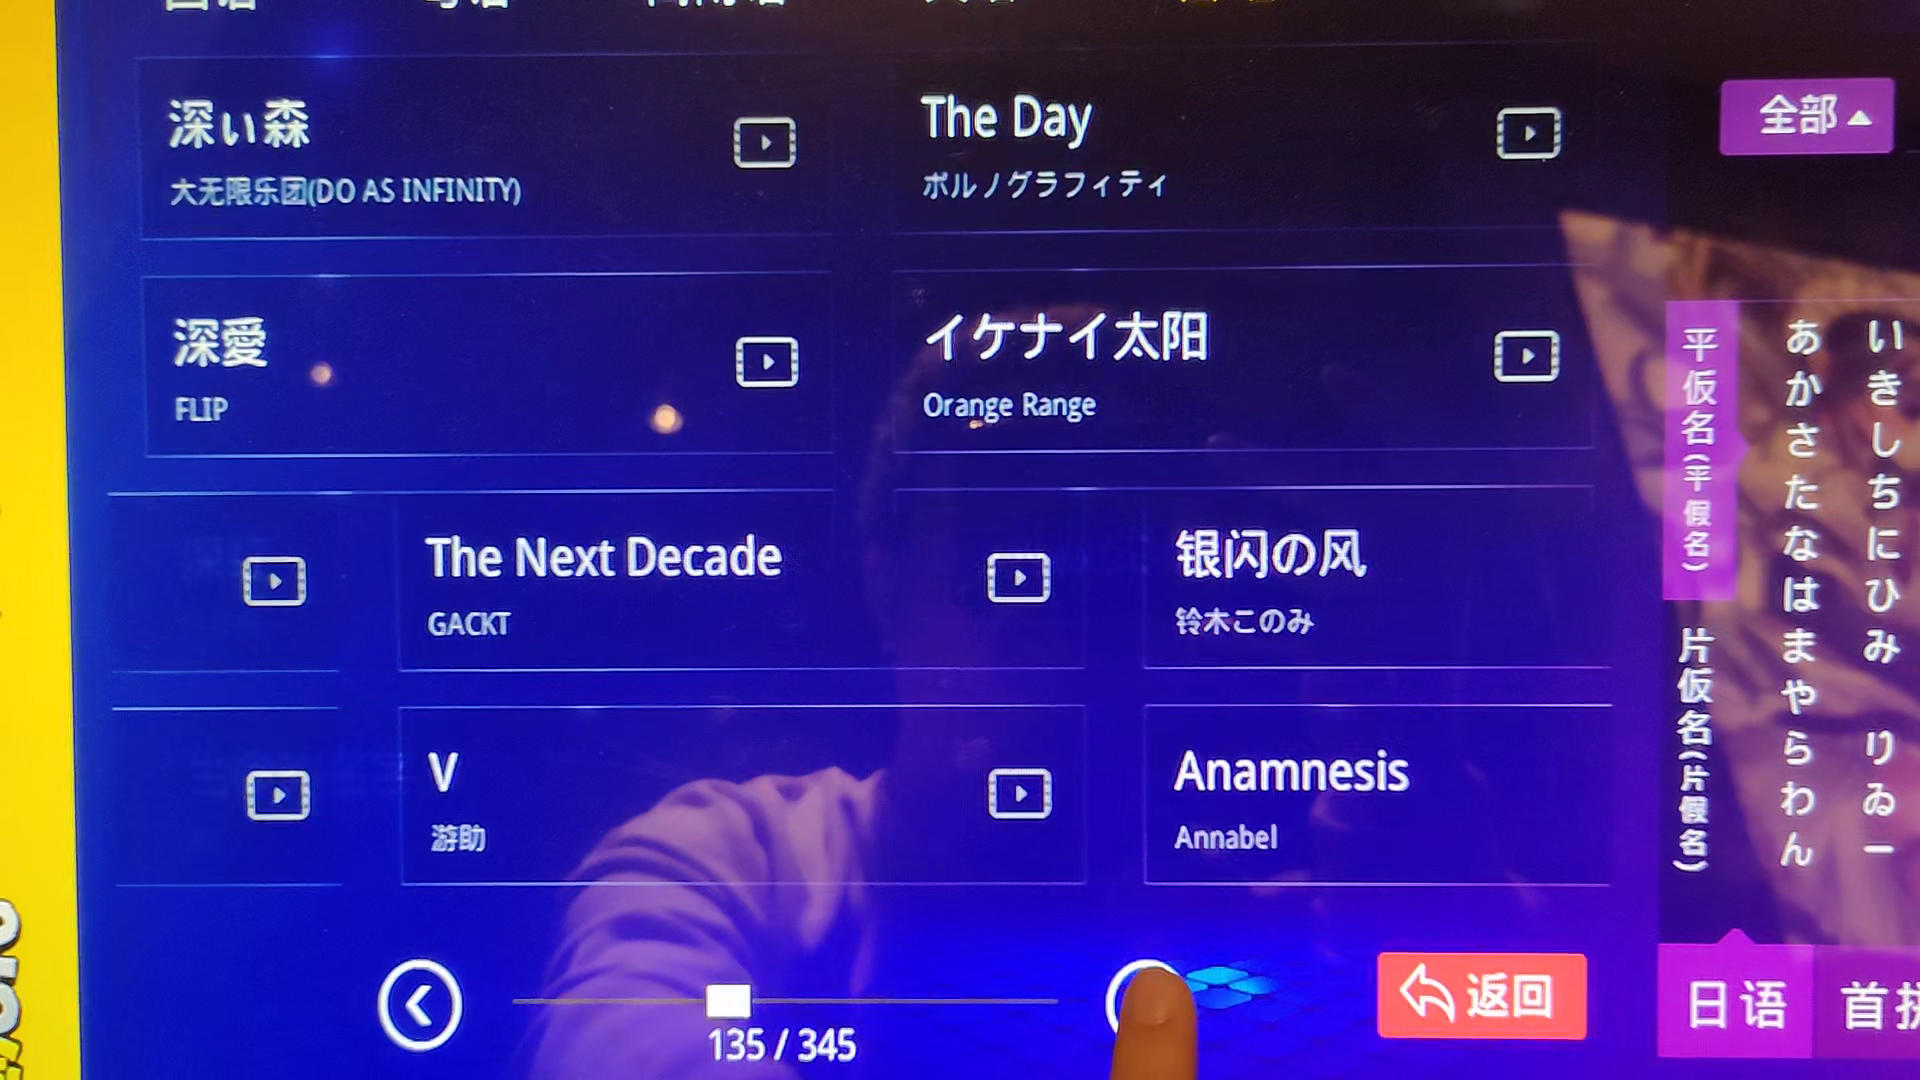 深い森
大无限乐团(DO AS INFINITY)
The Day
ポルノグラフィティ
全部
深愛
FLIP
イケナイ太阳
Orange Range
The Next Decade
GACKT
银闪の风
铃木このみ
V
游助
Anamnesis
Annabel
平仮名(平假名)
片仮名(片假名)
あかさたなはまやらわん
いきしちにひみ りゐー
135 / 345
返回
日语
首拼